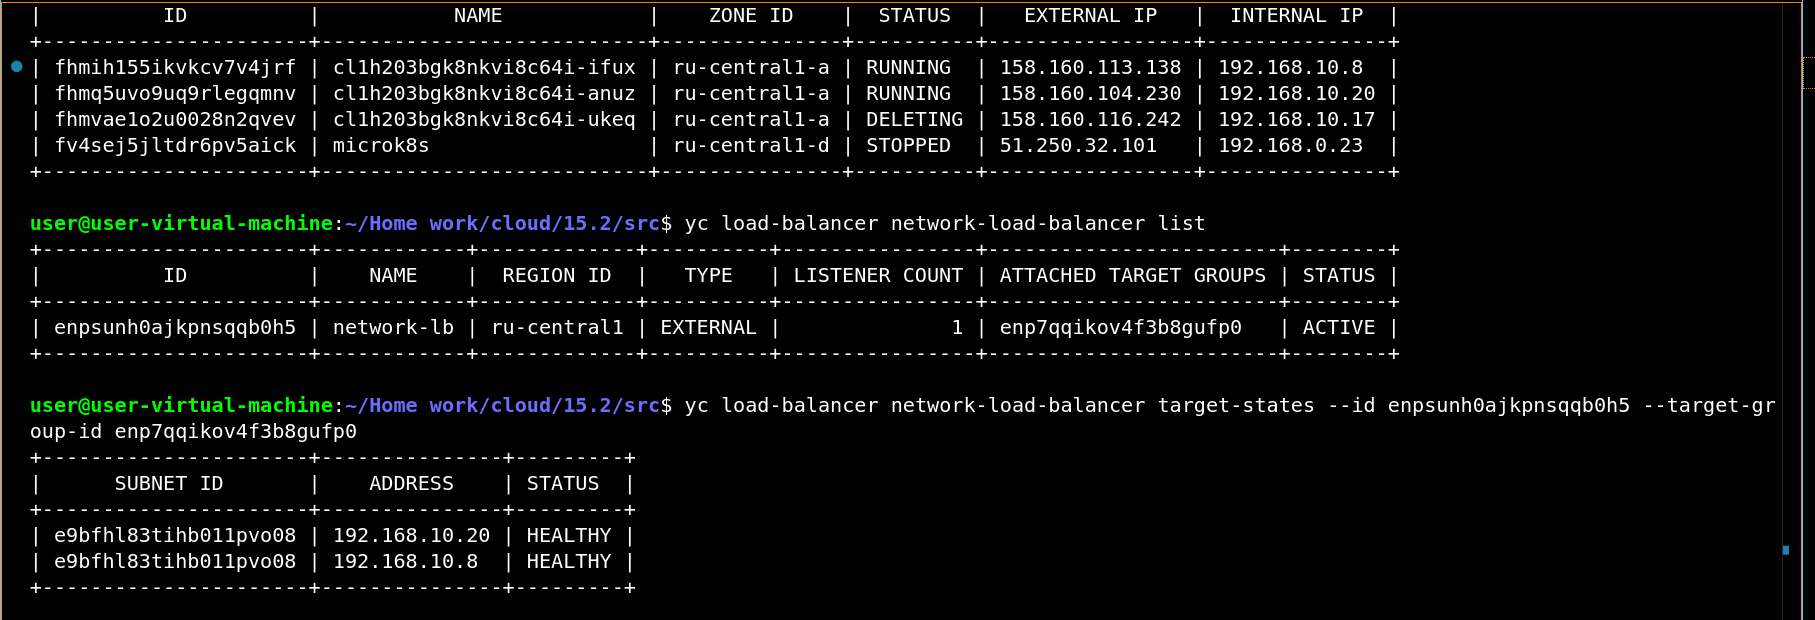 |          ID          |           NAME            |    ZONE ID    |  STATUS  |   EXTERNAL IP   |  INTERNAL IP  |
+----------------------+---------------------------+---------------+----------+-----------------+---------------+
| fhmih155ikvkcv7v4jrf | cl1h203bgk8nkvi8c64i-ifux | ru-central1-a | RUNNING  | 158.160.113.138 | 192.168.10.8  |
| fhmq5uvo9uq9rlegqmnv | cl1h203bgk8nkvi8c64i-anuz | ru-central1-a | RUNNING  | 158.160.104.230 | 192.168.10.20 |
| fhmvae1o2u0028n2qvev | cl1h203bgk8nkvi8c64i-ukeq | ru-central1-a | DELETING | 158.160.116.242 | 192.168.10.17 |
| fv4sej5jltdr6pv5aick | microk8s                  | ru-central1-d | STOPPED  | 51.250.32.101   | 192.168.0.23  |
+----------------------+---------------------------+---------------+----------+-----------------+---------------+

user@user-virtual-machine:~/Home work/cloud/15.2/src$ yc load-balancer network-load-balancer list
+----------------------+------------+-------------+----------+----------------+------------------------+--------+
|          ID          |    NAME    |  REGION ID  |   TYPE   | LISTENER COUNT | ATTACHED TARGET GROUPS | STATUS |
+----------------------+------------+-------------+----------+----------------+------------------------+--------+
| enpsunh0ajkpnsqqb0h5 | network-lb | ru-central1 | EXTERNAL |              1 | enp7qqikov4f3b8gufp0   | ACTIVE |
+----------------------+------------+-------------+----------+----------------+------------------------+--------+

user@user-virtual-machine:~/Home work/cloud/15.2/src$ yc load-balancer network-load-balancer target-states --id enpsunh0ajkpnsqqb0h5 --target-gr
oup-id enp7qqikov4f3b8gufp0
+----------------------+---------------+---------+
|      SUBNET ID       |    ADDRESS    | STATUS  |
+----------------------+---------------+---------+
| e9bfhl83tihb011pvo08 | 192.168.10.20 | HEALTHY |
| e9bfhl83tihb011pvo08 | 192.168.10.8  | HEALTHY |
+----------------------+---------------+---------+